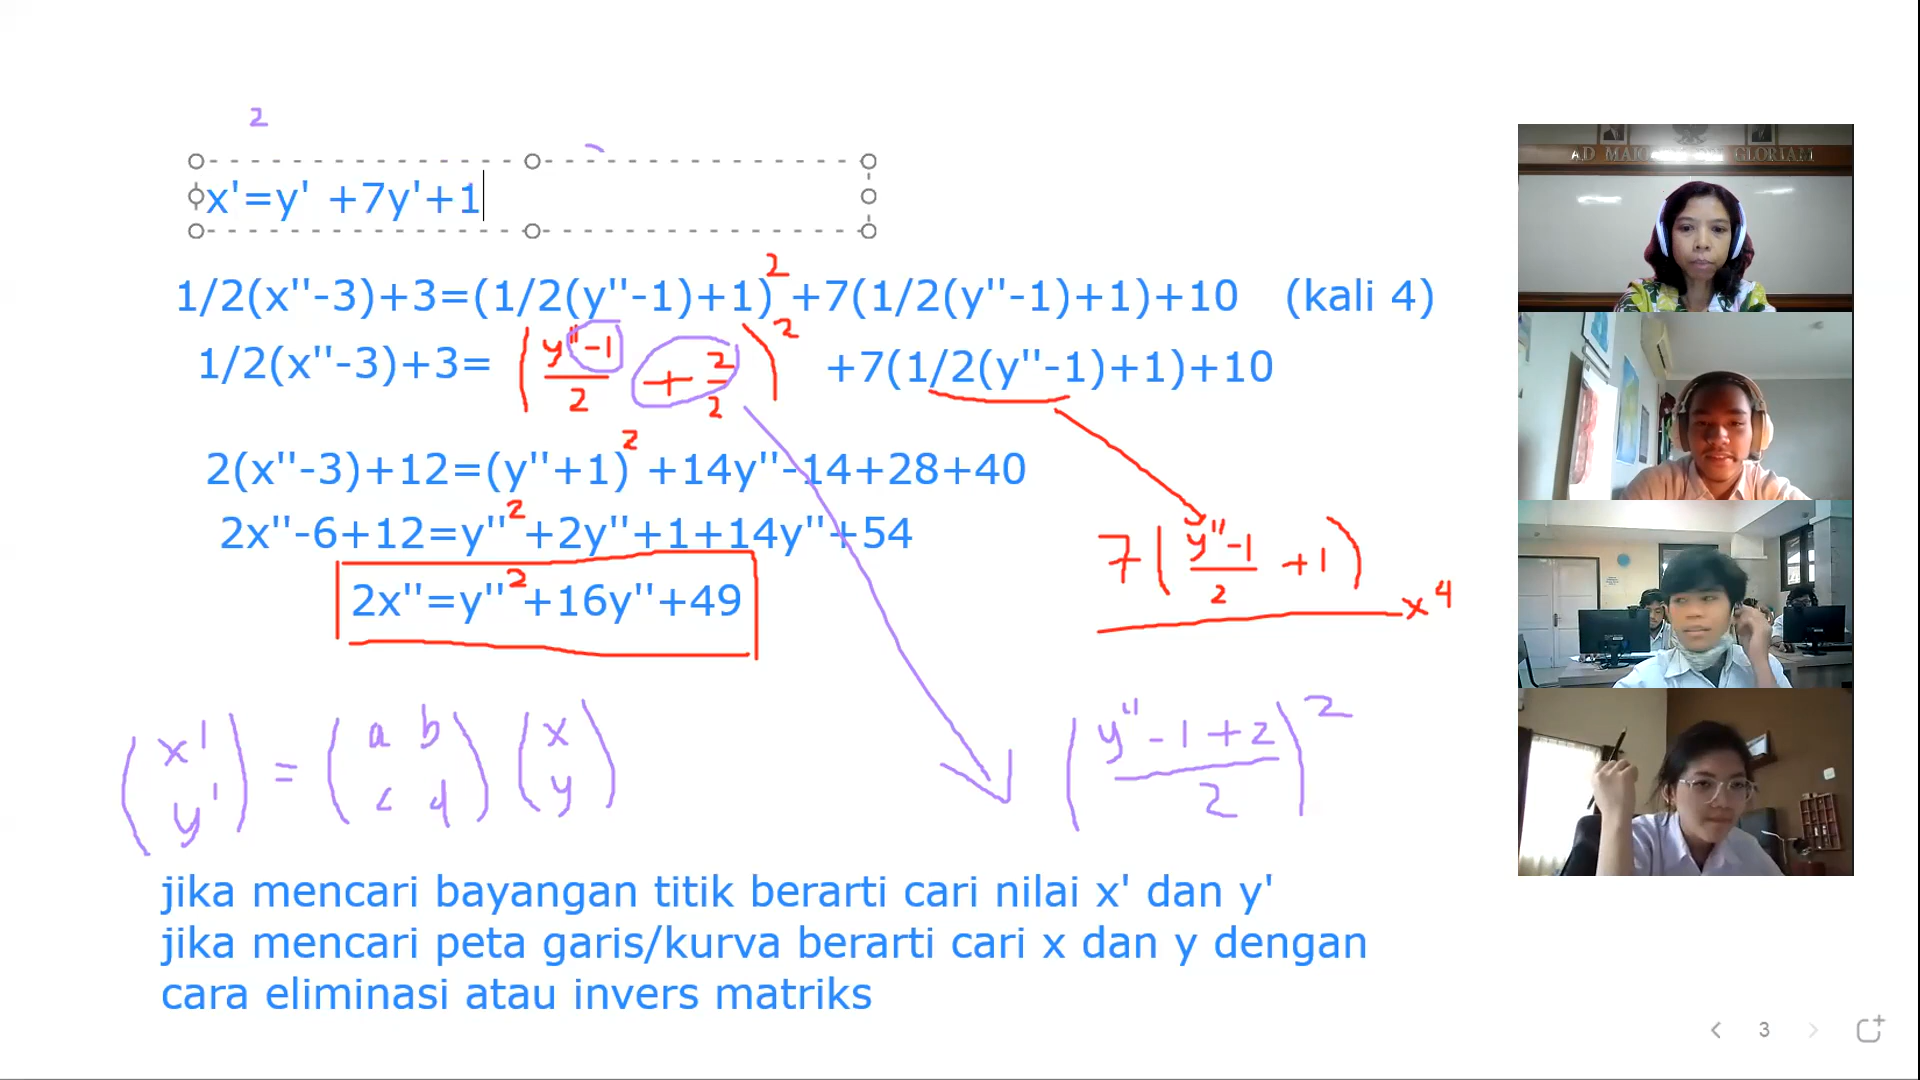 2
x'=y' +7y'+1
1/2(x''-3)+3=(1/2(y''-1)+1)² +7(1/2(y''-1)+1)+10 (kali 4)
1/2(x''-3)+3= (y''-1/2 + 2/2)² +7(1/2(y''-1)+1)+10
2(x''-3)+12=(y''+1)² +14y''-14+28+40
2x''-6+12=y''²+2y''+1+14y''+54
7(y''-1/2 +1) x4
2x''=y''²+16y''+49
(x' y') = (a b c d) (x y)
(y''-1+2/2)²
jika mencari bayangan titik berarti cari nilai x' dan y'
jika mencari peta garis/kurva berarti cari x dan y dengan
cara eliminasi atau invers matriks
AD MAIO GLORIAM
3